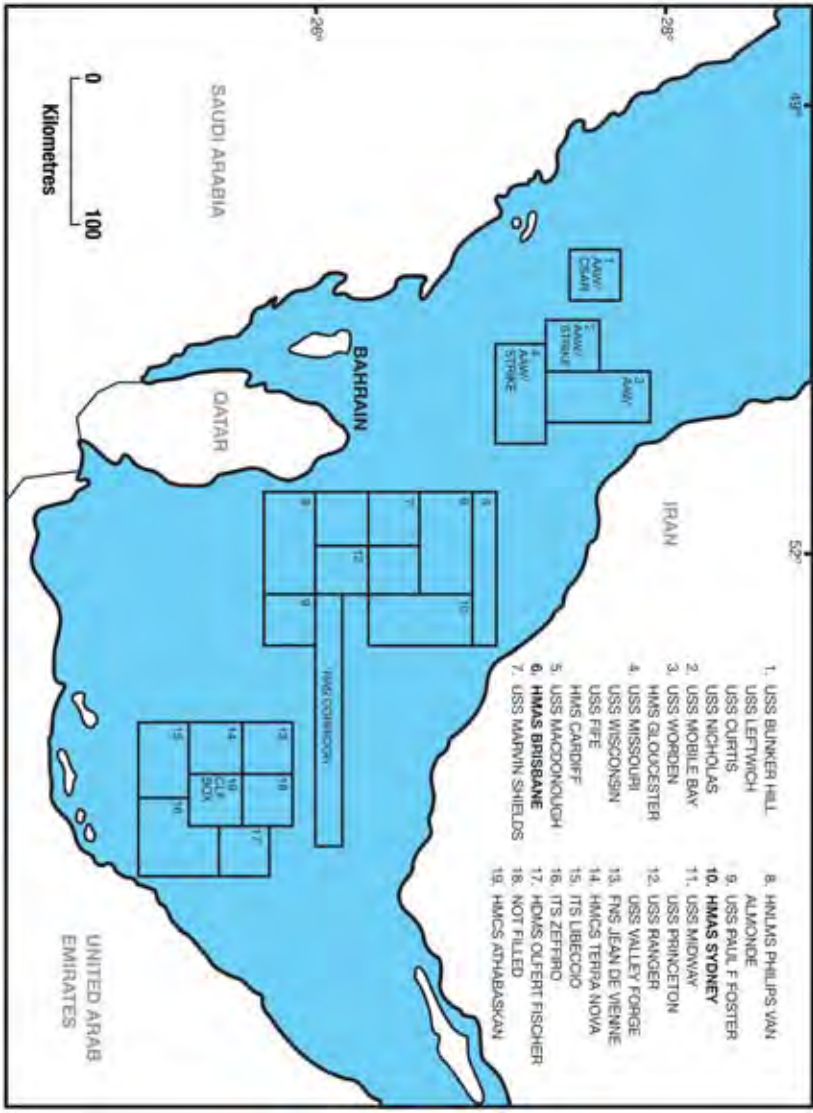 49°
52°
28°
26°
1. USS BUNKER HILL
USS LEFTWICH
USS CURTIS
USS NICHOLAS
2. USS MOBILE BAY
3. USS WORDEN
HMS GLOUCESTER
4. USS MISSOURI
USS WISCONSIN
USS FIFE
HMS CARDIFF
5. USS MACDONOUGH
6. HMAS BRISBANE
7. USS MARVIN SHIELDS
8. HNLMS PHILIPS VAN
ALMONDE
9. USS PAUL F FOSTER
10. HMAS SYDNEY
11. USS MIDWAY
USS PRINCETON
12. USS RANGER
USS VALLEY FORGE
13. FNS JEAN DE VIENNE
14. HMCS TERRA NOVA
15. ITS LIBECCIO
16. ITS ZEFFIRO
17. HDMS OLFERT FISCHER
18. NOT FILLED
19. HMCS ATHABASKAN
IRAN
3
AAW
1
AAW/
CSAR
2
AAW/
STRIKE
4
AAW/
STRIKE
5
6
10
7
12
8
9
RAS CORRIDOR
13
18
17
14
19
CLF
BOX
15
16
BAHRAIN
QATAR
SAUDI ARABIA
UNITED ARAB
EMIRATES
0
100
Kilometres